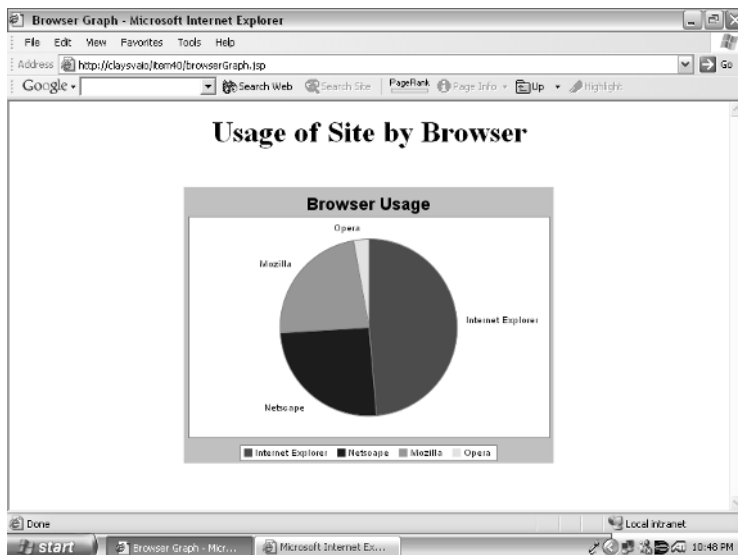 Browser Graph - Microsoft Internet Explorer
File Edit View Favorites Tools Help
Address http://claysvaio/item40/browserGraph.jsp Go
Google Search Web Search Site PageRank Page Info Up Highlight
Usage of Site by Browser
Browser Usage
Opera
Mozilla
Internet Explorer
Netscape
Internet Explorer Netscape Mozilla Opera
Done Local intranet
start Browser Graph - Micr... Microsoft Internet Ex... 10:48 PM